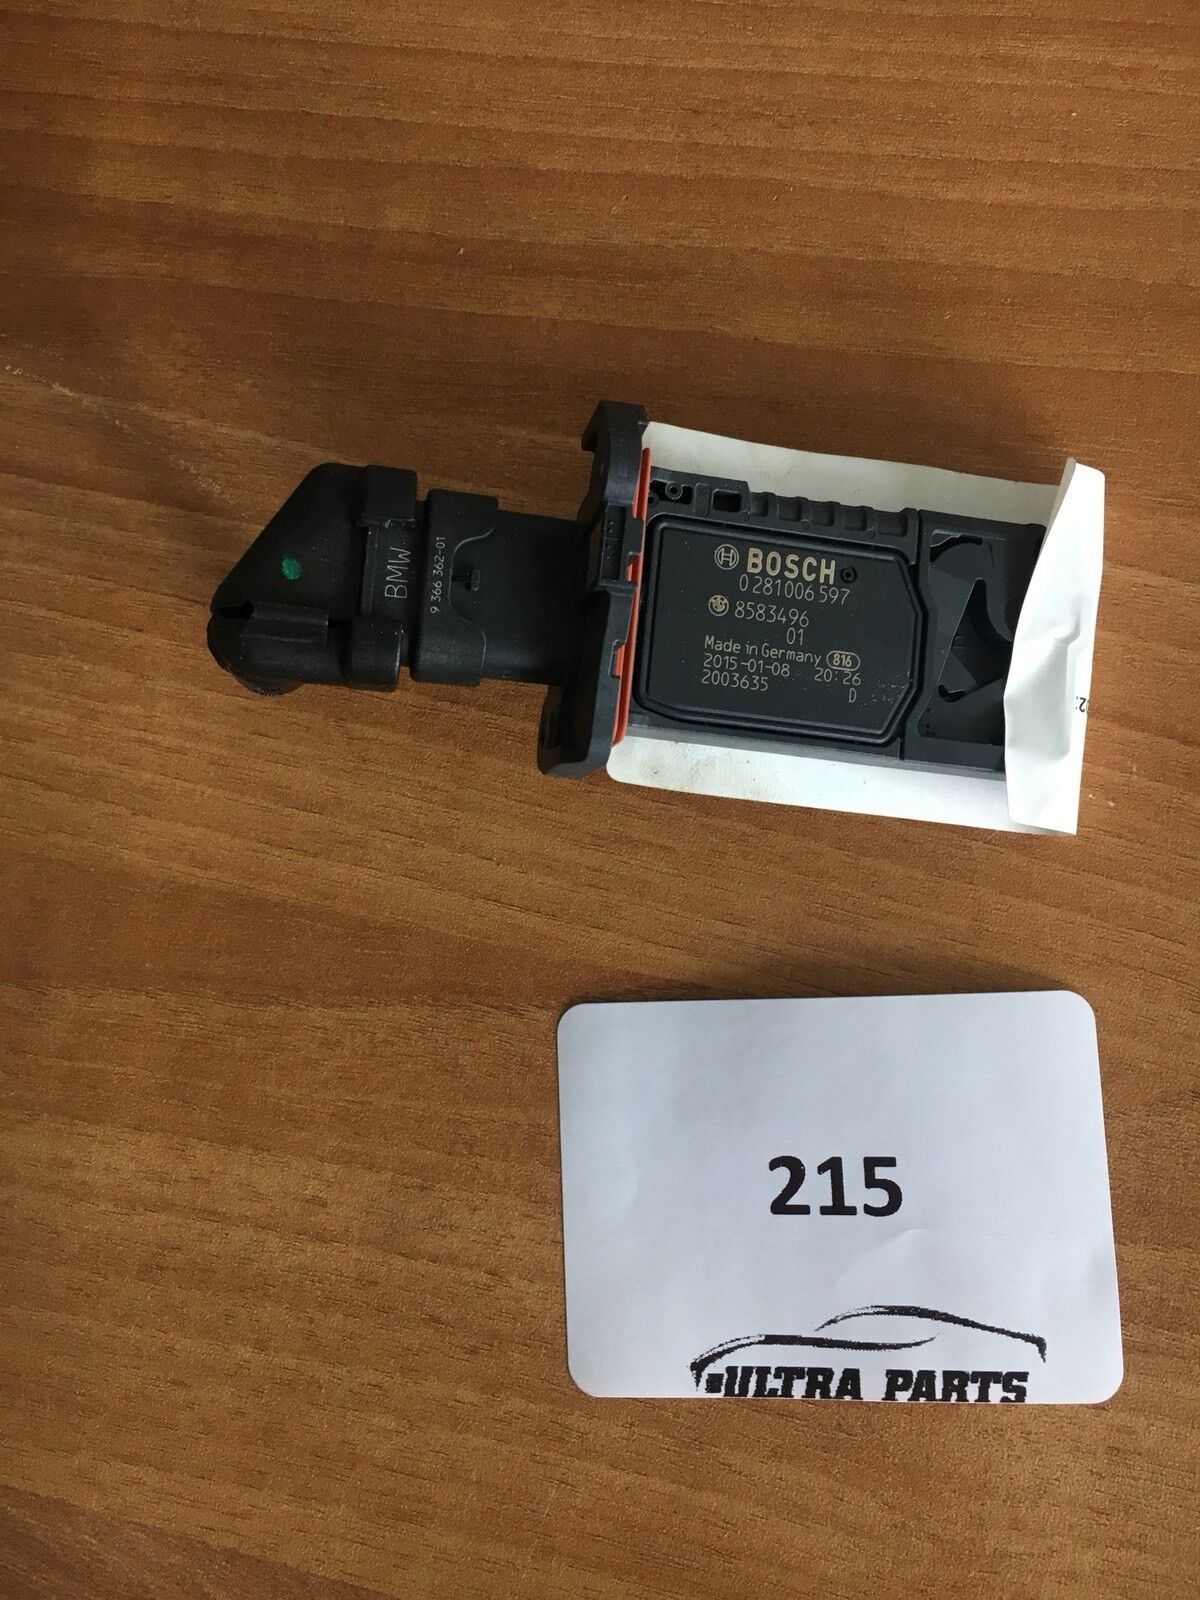 BMW
9 366 362-01
BOSCH
0 281 006 597
8583496
01
Made in Germany 816
2015-01-08 20:26
2003635 D
215
ULTRA PARTS